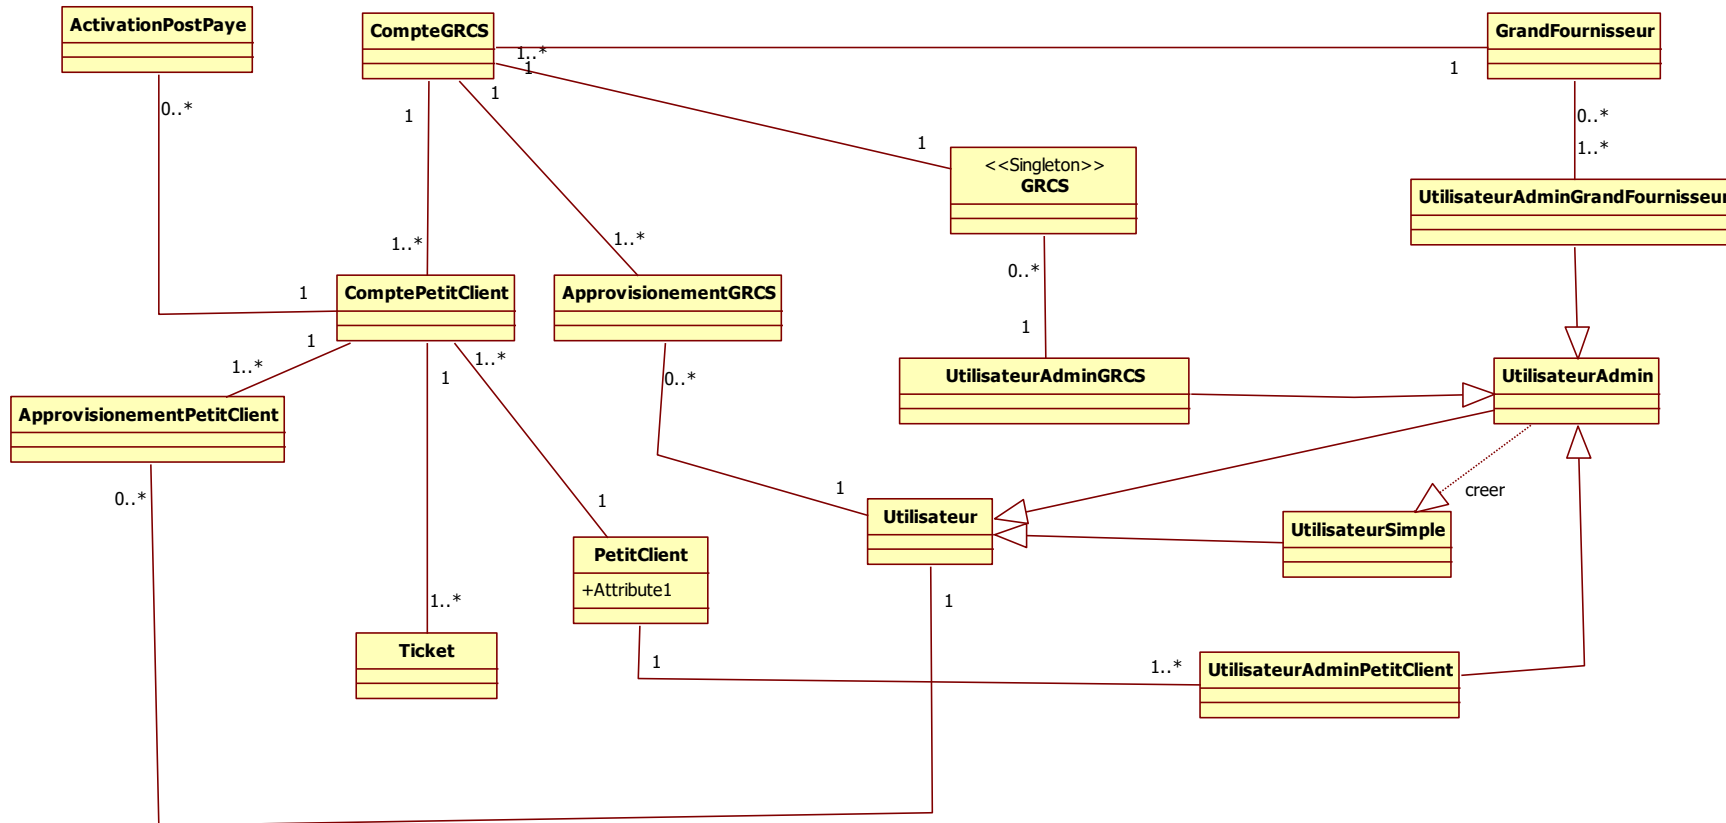 ActivationPostPaye
CompteGRCS
GrandFournisseur
1..*
1
1
0..*
1
1
0..*
1
1..*
<<Singleton>>
GRCS
UtilisateurAdminGrandFournisseur
1..*
1..*
0..*
1
ComptePetitClient
ApprovisionementGRCS
1
1
1..*
1..*
1
0..*
UtilisateurAdminGRCS
UtilisateurAdmin
ApprovisionementPetitClient
0..*
1
1
creer
Utilisateur
UtilisateurSimple
PetitClient
+Attribute1
1..*
1
Ticket
1
1..*
UtilisateurAdminPetitClient